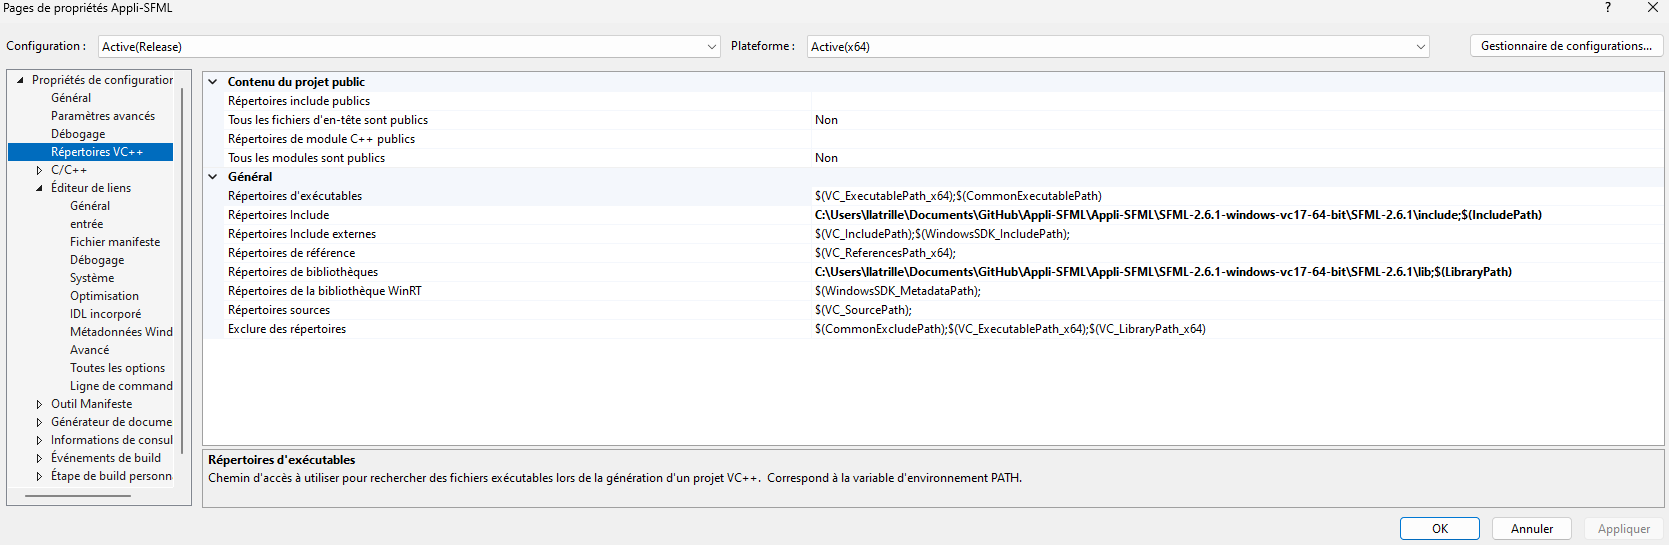 Pages de propriétés Appli-SFML
?
Configuration : Active(Release) Plateforme : Active(x64) Gestionnaire de configurations...
Propriétés de configuration
Général
Paramètres avancés
Débogage
Répertoires VC++
C/C++
Éditeur de liens
Général
entrée
Fichier manifeste
Débogage
Système
Optimisation
IDL incorporé
Métadonnées Wind
Avancé
Toutes les options
Ligne de command
Outil Manifeste
Générateur de docume
Informations de consul
Événements de build
Étape de build personn
Contenu du projet public
Répertoires include publics
Tous les fichiers d'en-tête sont publics Non
Répertoires de module C++ publics
Tous les modules sont publics Non
Général
Répertoires d'exécutables $(VC_ExecutablePath_x64);$(CommonExecutablePath)
Répertoires Include C:\Users\llatrille\Documents\GitHub\Appli-SFML\Appli-SFML\SFML-2.6.1-windows-vc17-64-bit\SFML-2.6.1\include;$(IncludePath)
Répertoires Include externes $(VC_IncludePath);$(WindowsSDK_IncludePath);
Répertoires de référence $(VC_ReferencesPath_x64);
Répertoires de bibliothèques C:\Users\llatrille\Documents\GitHub\Appli-SFML\Appli-SFML\SFML-2.6.1-windows-vc17-64-bit\SFML-2.6.1\lib;$(LibraryPath)
Répertoires de la bibliothèque WinRT $(WindowsSDK_MetadataPath);
Répertoires sources $(VC_SourcePath);
Exclure des répertoires $(CommonExcludePath);$(VC_ExecutablePath_x64);$(VC_LibraryPath_x64)
Répertoires d'exécutables
Chemin d'accès à utiliser pour rechercher des fichiers exécutables lors de la génération d'un projet VC++.  Correspond à la variable d'environnement PATH.
OK Annuler Appliquer